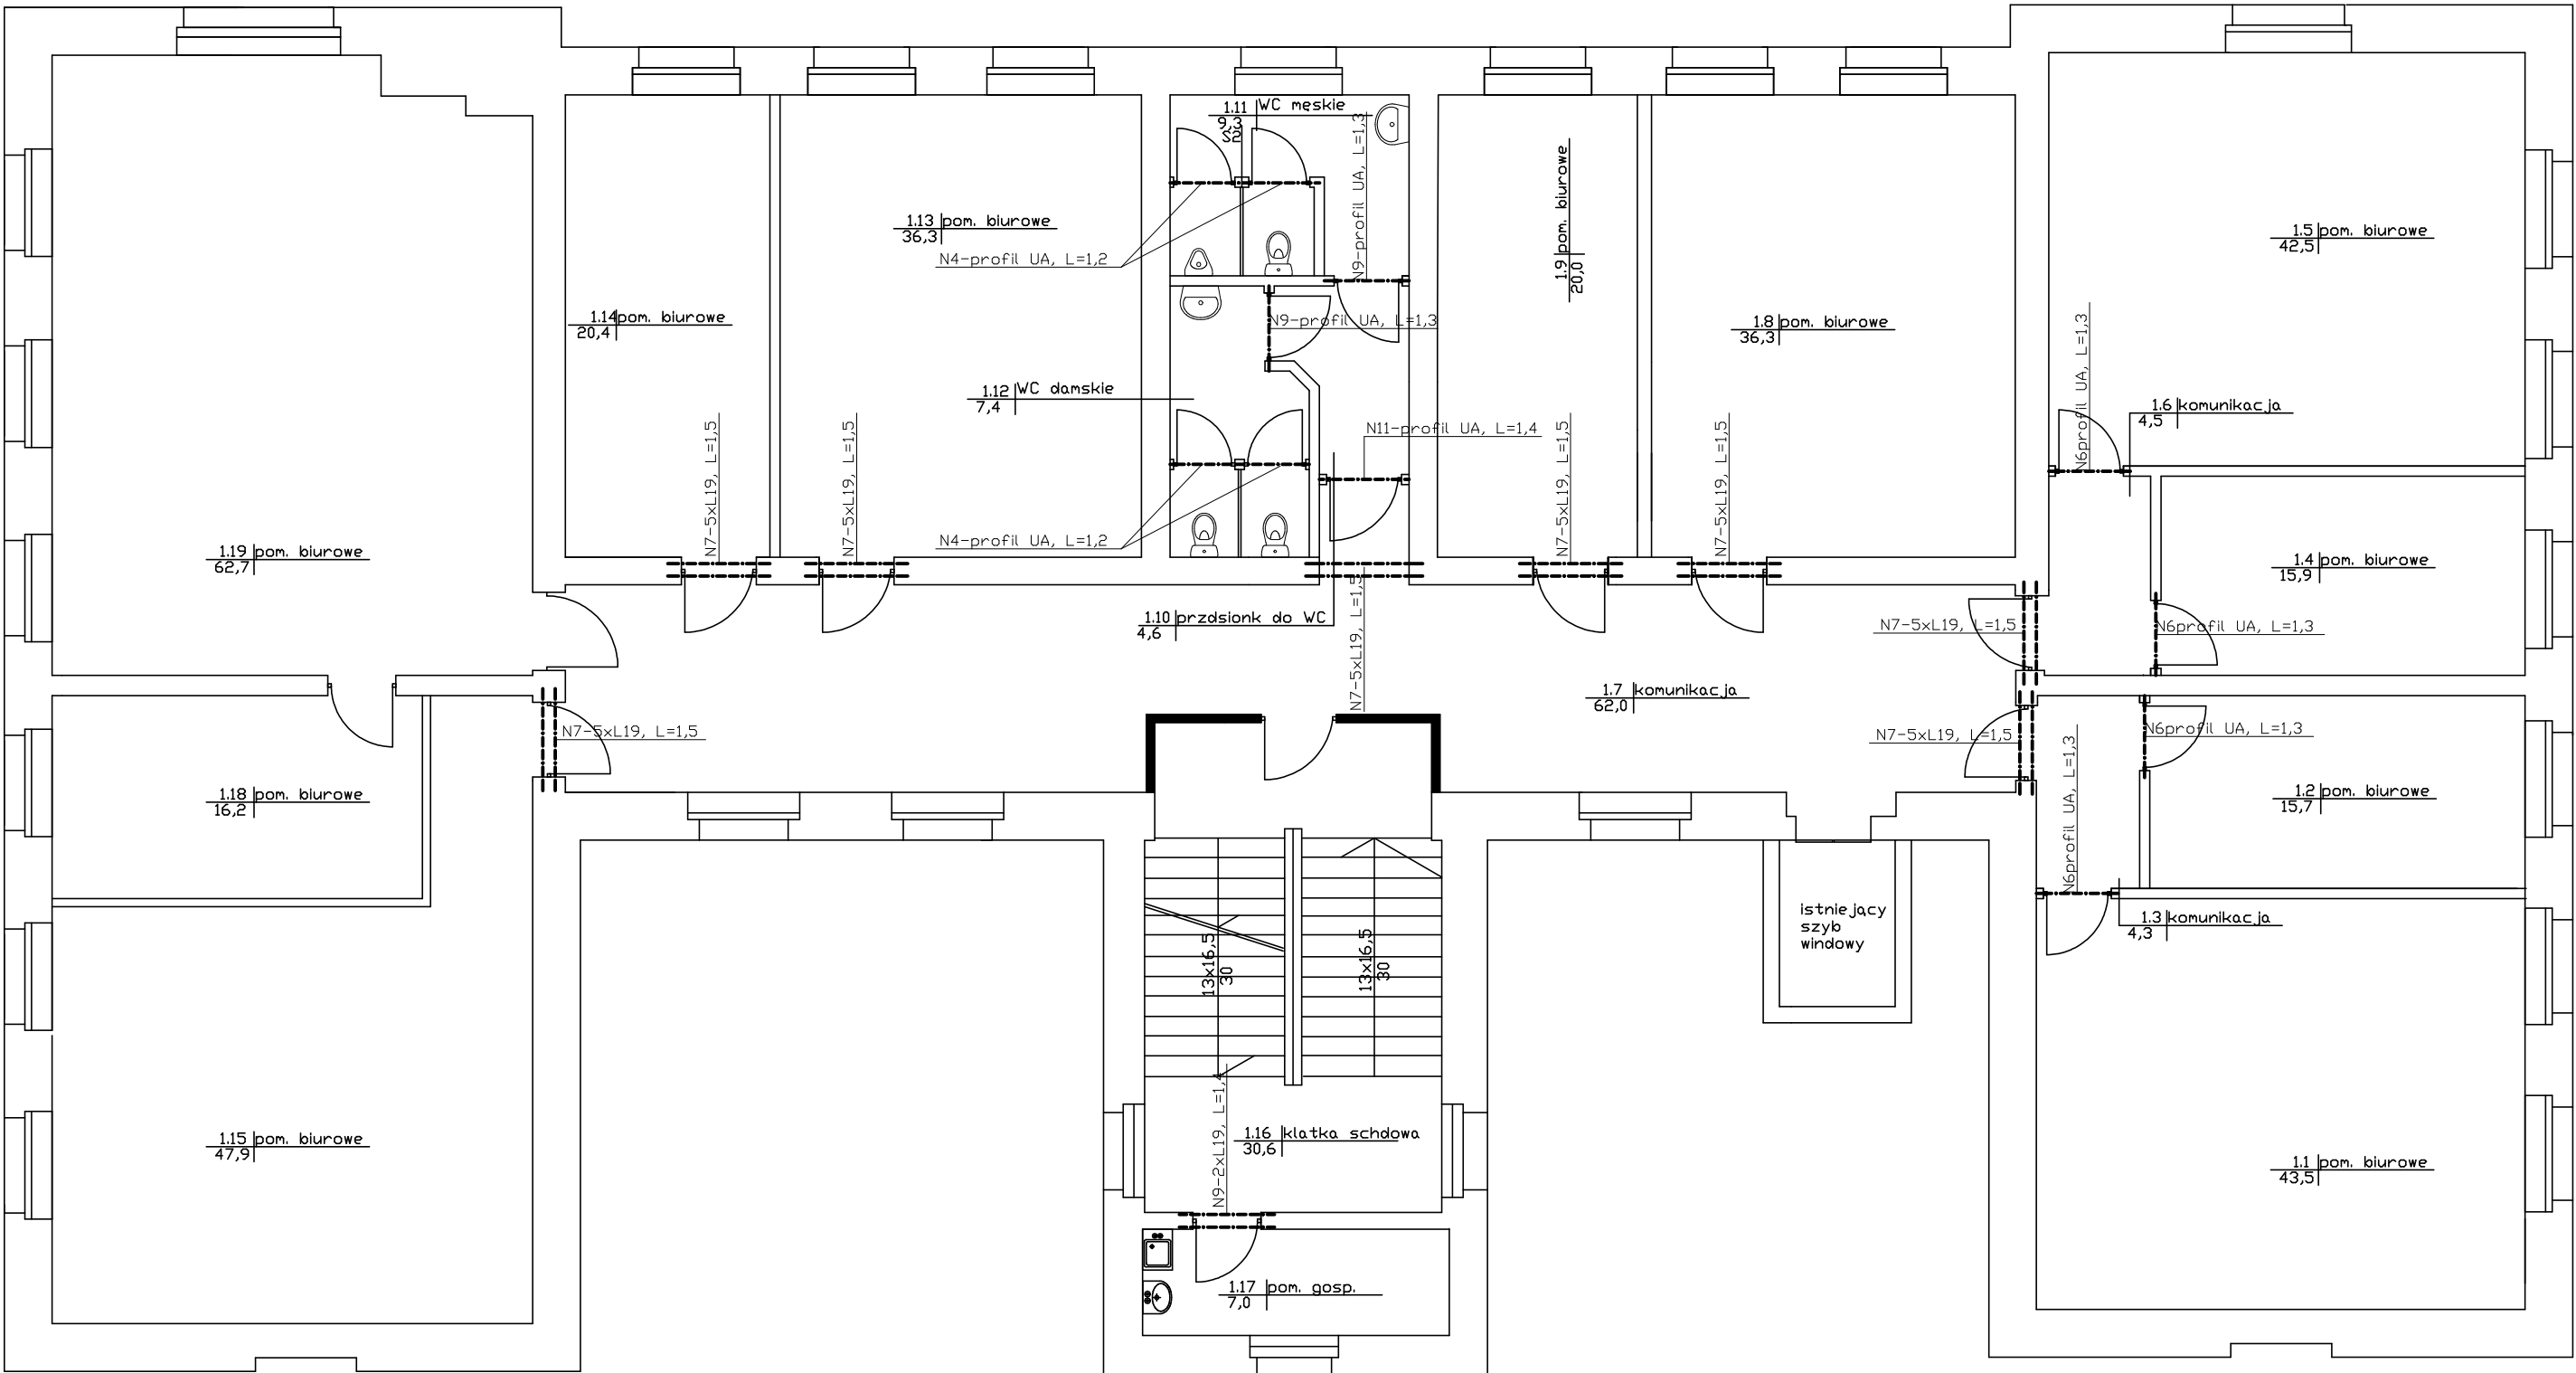 1.11 WC męskie
9,3
S2
N9-profil UA, L=1,3
1.13 pom. biurowe
36,3
N4-profil UA, L=1,2
1.14 pom. biurowe
20,4
N9-profil UA, L=1,3
1.12 WC damskie
7,4
N11-profil UA, L=1,4
N7-5xL19, L=1,5
N7-5xL19, L=1,5
N4-profil UA, L=1,2
1.9 pom. biurowe
20,0
1.8 pom. biurowe
36,3
N7-5xL19, L=1,5
N7-5xL19, L=1,5
1.5 pom. biurowe
42,5
N6profil UA, L=1,3
1.6 komunikacja
4,5
1.4 pom. biurowe
15,9
N6profil UA, L=1,3
1.19 pom. biurowe
62,7
1.10 przdsionk do WC
4,6
N7-5xL19, L=1,5
N7-5xL19, L=1,5
1.7 komunikacja
62,0
N7-5xL19, L=1,5
N7-5xL19, L=1,5
N6profil UA, L=1,3
N6profil UA, L=1,3
1.18 pom. biurowe
16,2
1.2 pom. biurowe
15,7
istniejący
szyb
windowy
1.3 komunikacja
4,3
13x16,5
30
13x16,5
30
N9-2xL19, L=1,4
1.16 klatka schdowa
30,6
1.15 pom. biurowe
47,9
1.1 pom. biurowe
43,5
1.17 pom. gosp.
7,0